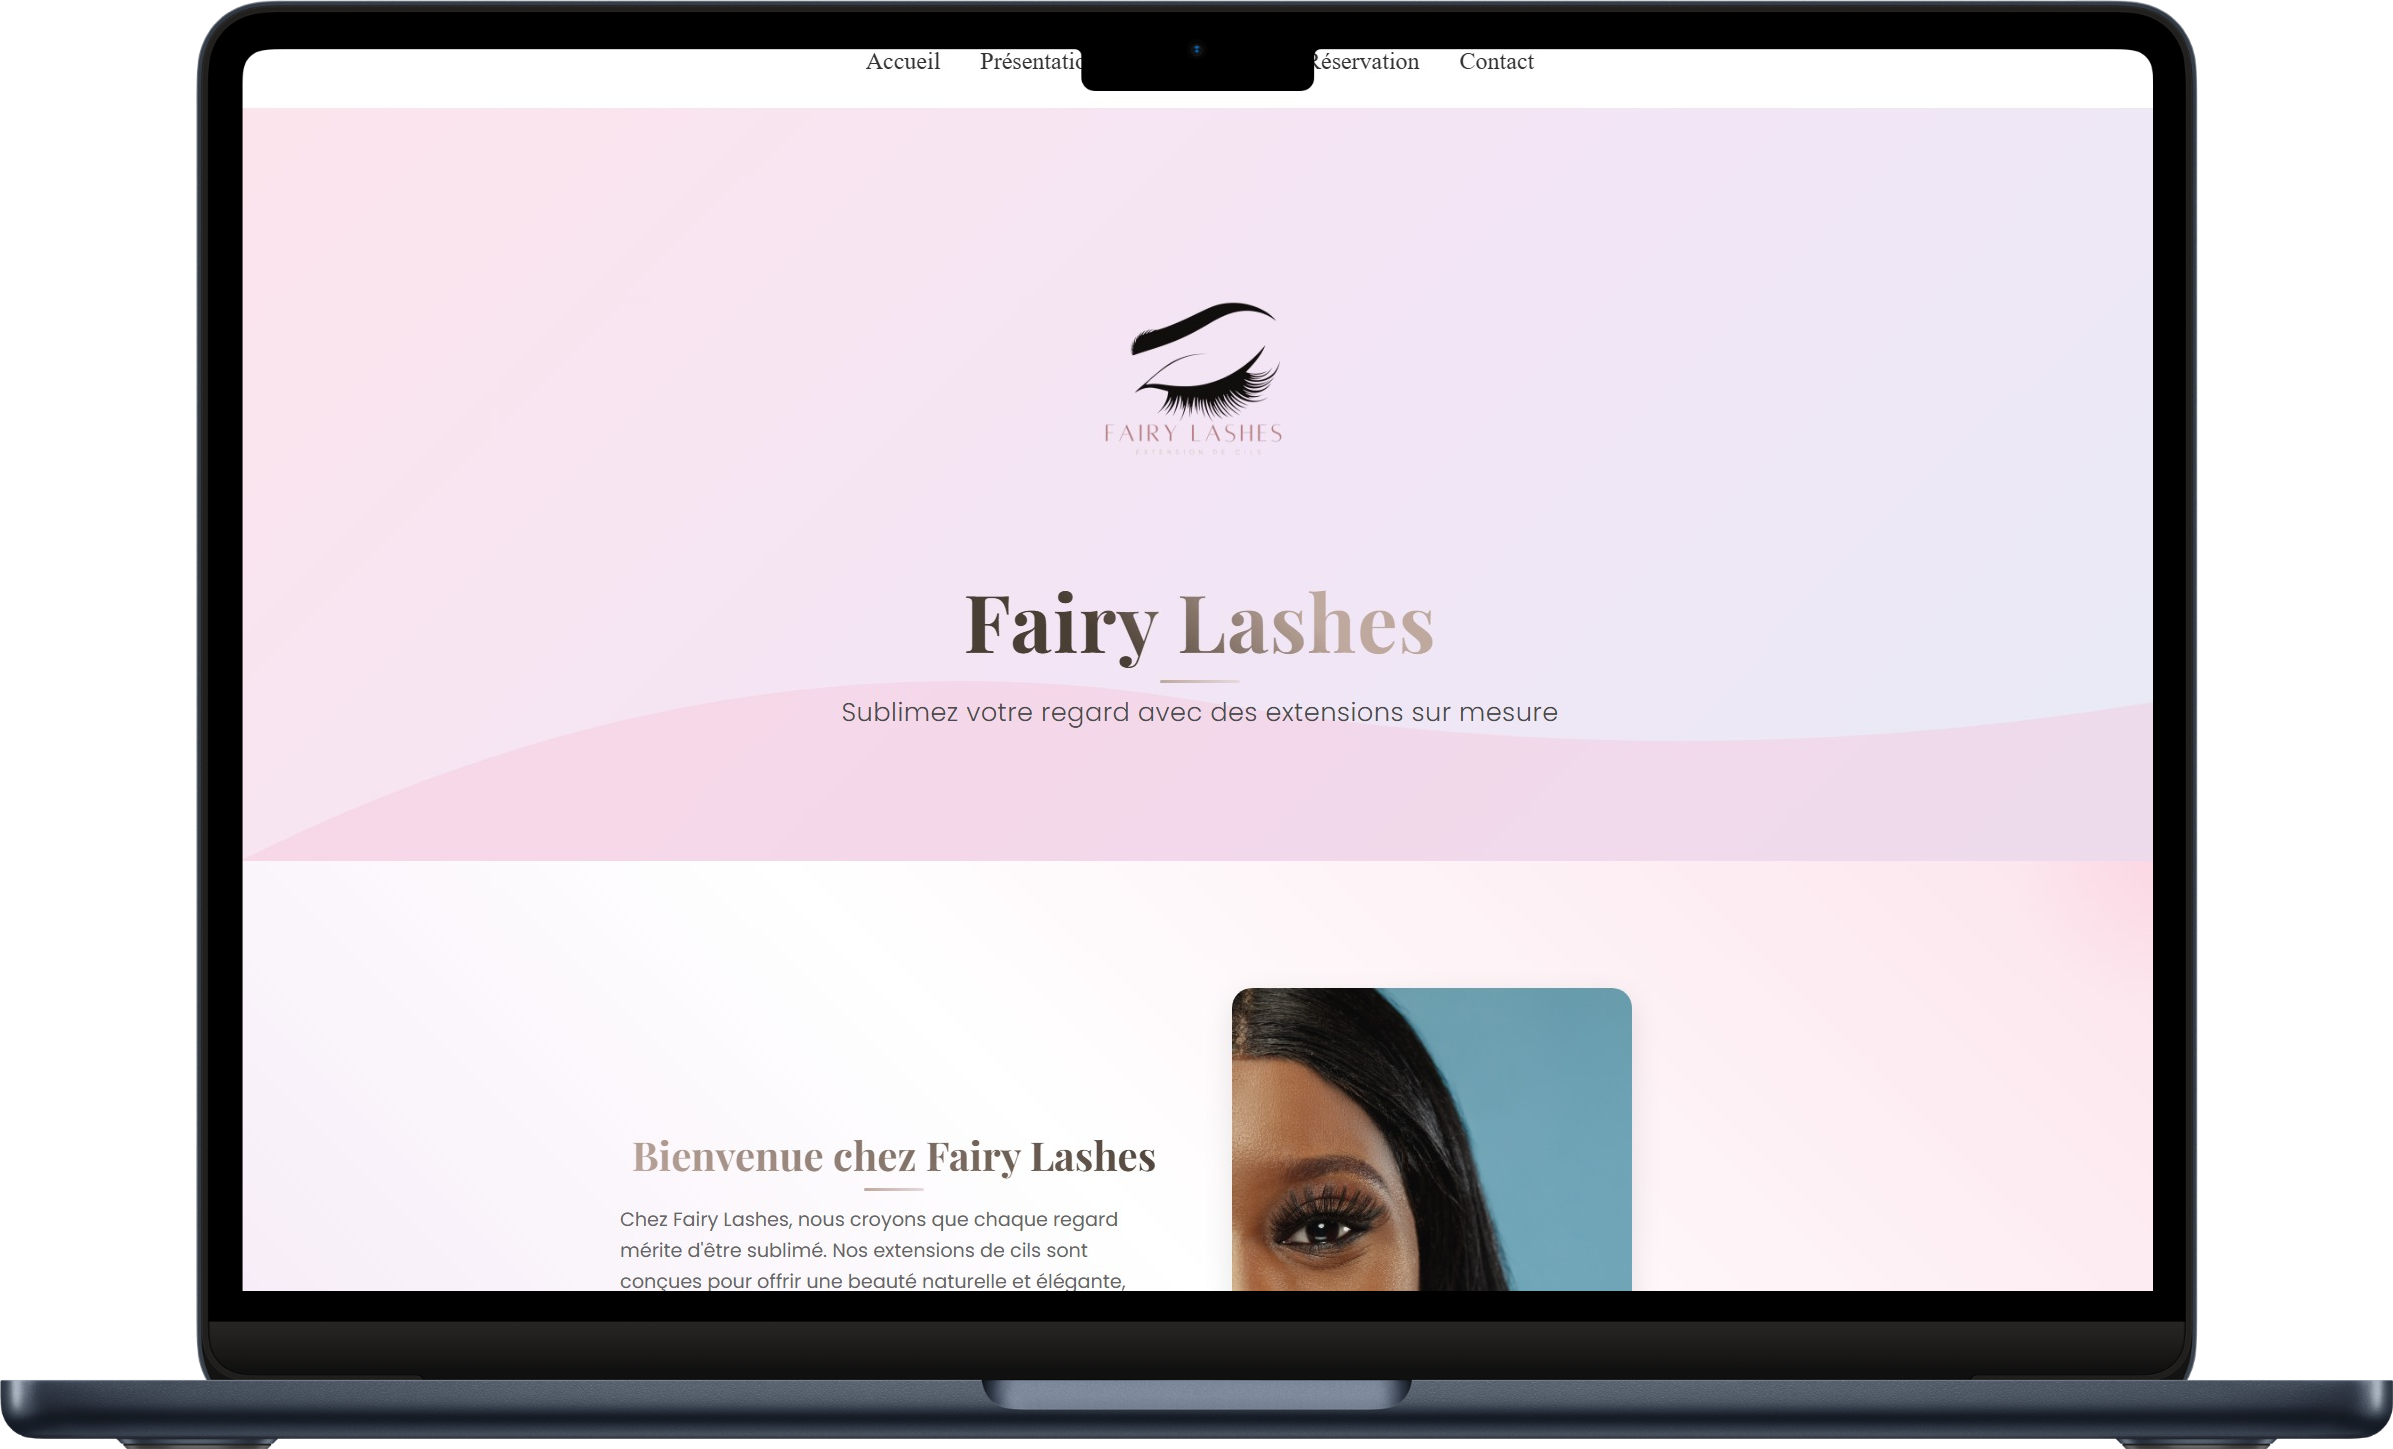 Accueil Réservation Contact
FAIRY LASHES
EXTENSION DE CILS
Fairy Lashes
Sublimez votre regard avec des extensions sur mesure
Bienvenue chez Fairy Lashes
Chez Fairy Lashes, nous croyons que chaque regard
mérite d'être sublimé. Nos extensions de cils sont
conçues pour offrir une beauté naturelle et élégante,